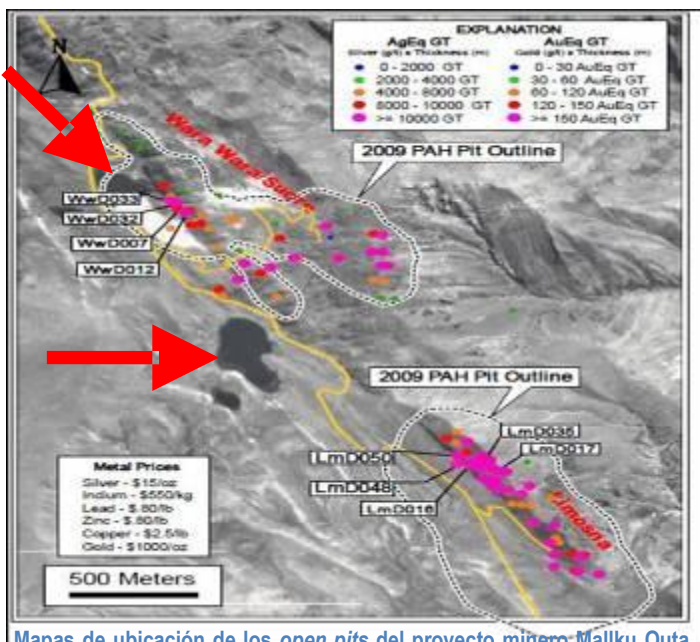 EXPLANATION
AgEq GT AuEq GT
Silver (g/t) x Thickness (m) Gold (g/t) x Thickness (m)
0 - 2000 GT 0 - 30 AuEq GT
2000 - 4000 GT 30 - 60 AuEq GT
4000 - 8000 GT 60 - 120 AuEq GT
8000 - 10000 GT 120 - 150 AuEq GT
>= 10000 GT >= 150 AuEq GT
N
Wara Wara/Sucre
2009 PAH Pit Outline
WwD033
WwD032
WwD007
WwD012
2009 PAH Pit Outline
LmD035
LmD017
LmD050
LmD048
LmD016
Limosna
Metal Prices
Silver - $15/oz
Indium - $550/kg
Lead - $.80/lb
Zinc - $.80/lb
Copper - $2.5/lb
Gold - $1000/oz
500 Meters
Mapas de ubicación de los open pits del proyecto minero Mallku Quta